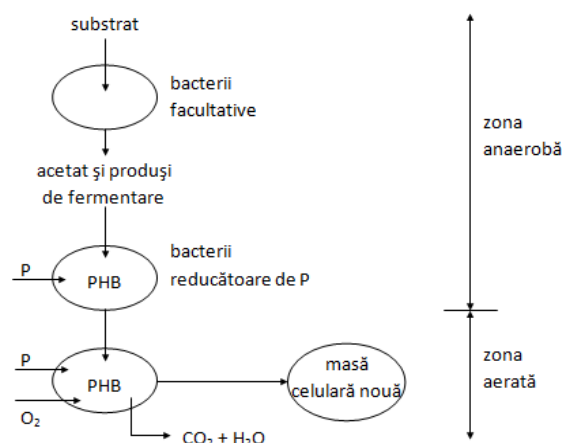 substrat
bacterii
facultative
zona
anaerobă
acetat şi produşi
de fermentare
bacterii
reducătoare de P
P
PHB
P
PHB
O₂
masă
celulară nouă
zona
aerată
CO₂ + H₂O